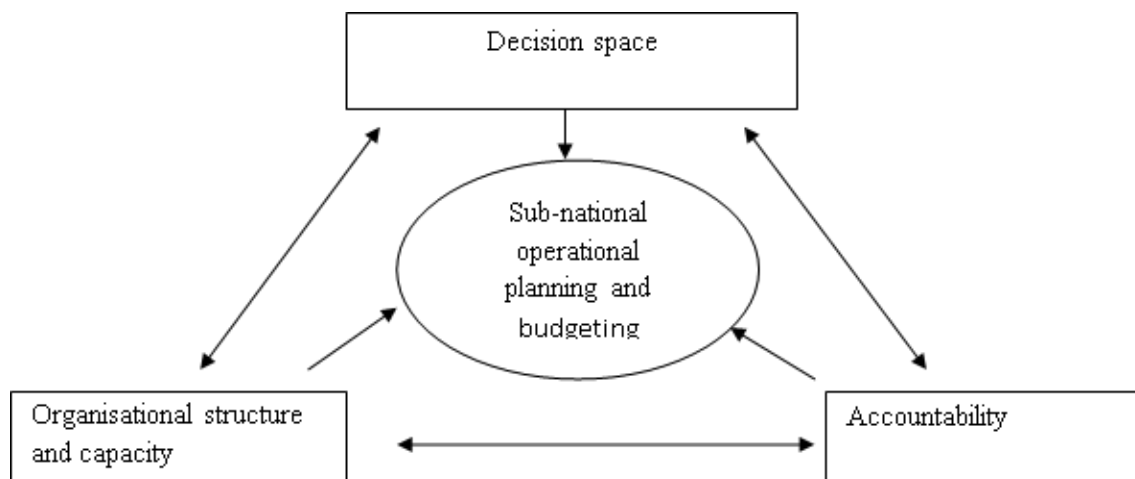 Decision space
Sub-national
operational
planning and
budgeting
Organisational structure
and capacity
Accountability